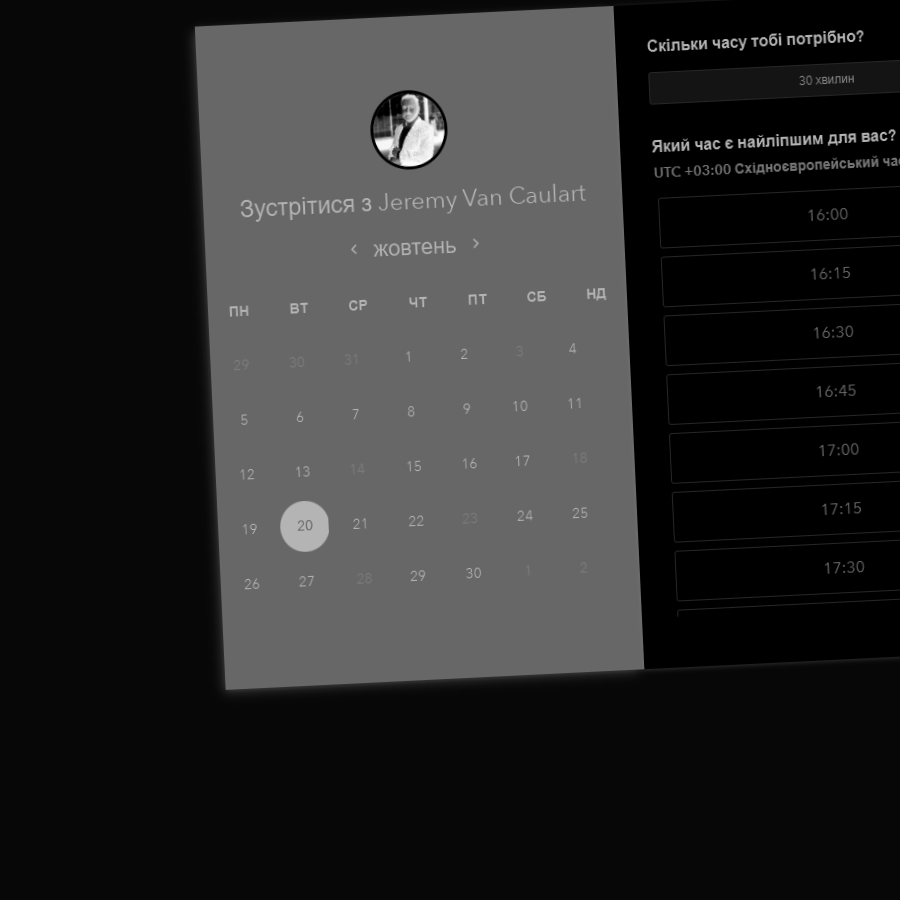 Зустрітися з Jeremy Van Caulart
‹ жовтень ›
ПН ВТ СР ЧТ ПТ СБ НД
29 30 31 1 2 3 4
5 6 7 8 9 10 11
12 13 14 15 16 17 18
19 20 21 22 23 24 25
26 27 28 29 30 1 2
Скільки часу тобі потрібно?
30 хвилин
Який час є найліпшим для вас?
UTC +03:00 Східноєвропейський
16:00
16:15
16:30
16:45
17:00
17:15
17:30